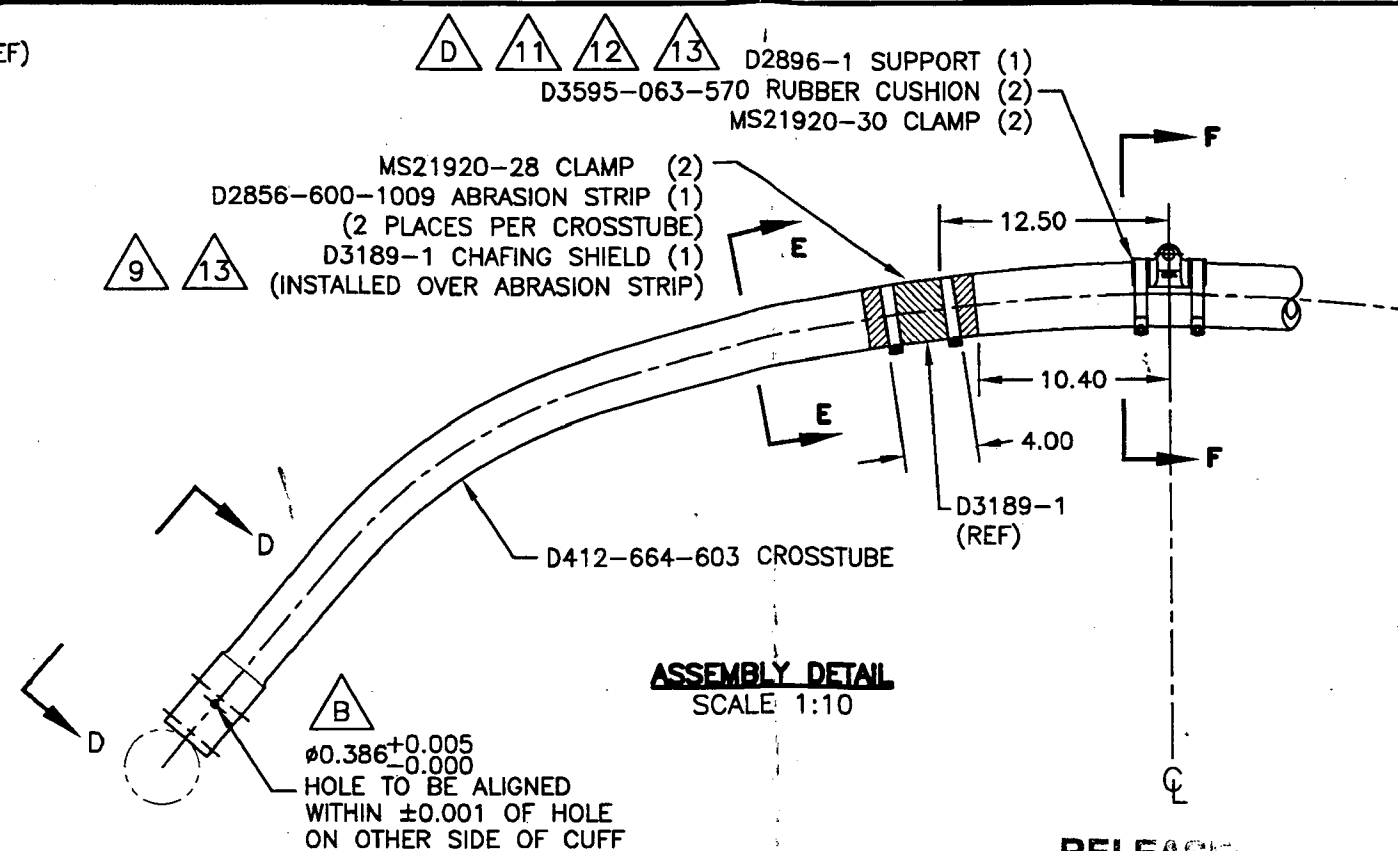 EF)
D 11 12 13 D2896-1 SUPPORT (1)
D3595-063-570 RUBBER CUSHION (2)
MS21920-30 CLAMP (2)
F
MS21920-28 CLAMP (2)
D2856-600-1009 ABRASION STRIP (1)
(2 PLACES PER CROSSTUBE)
9 13 D3189-1 CHAFING SHIELD (1)
(INSTALLED OVER ABRASION STRIP)
E
12.50
10.40
E
4.00
F
D3189-1
(REF)
D
D412-664-603 CROSSTUBE
ASSEMBLY DETAIL
SCALE 1:10
D
B
⌀0.386 +0.005
-0.000
HOLE TO BE ALIGNED
WITHIN ±0.001 OF HOLE
ON OTHER SIDE OF CUFF
CL